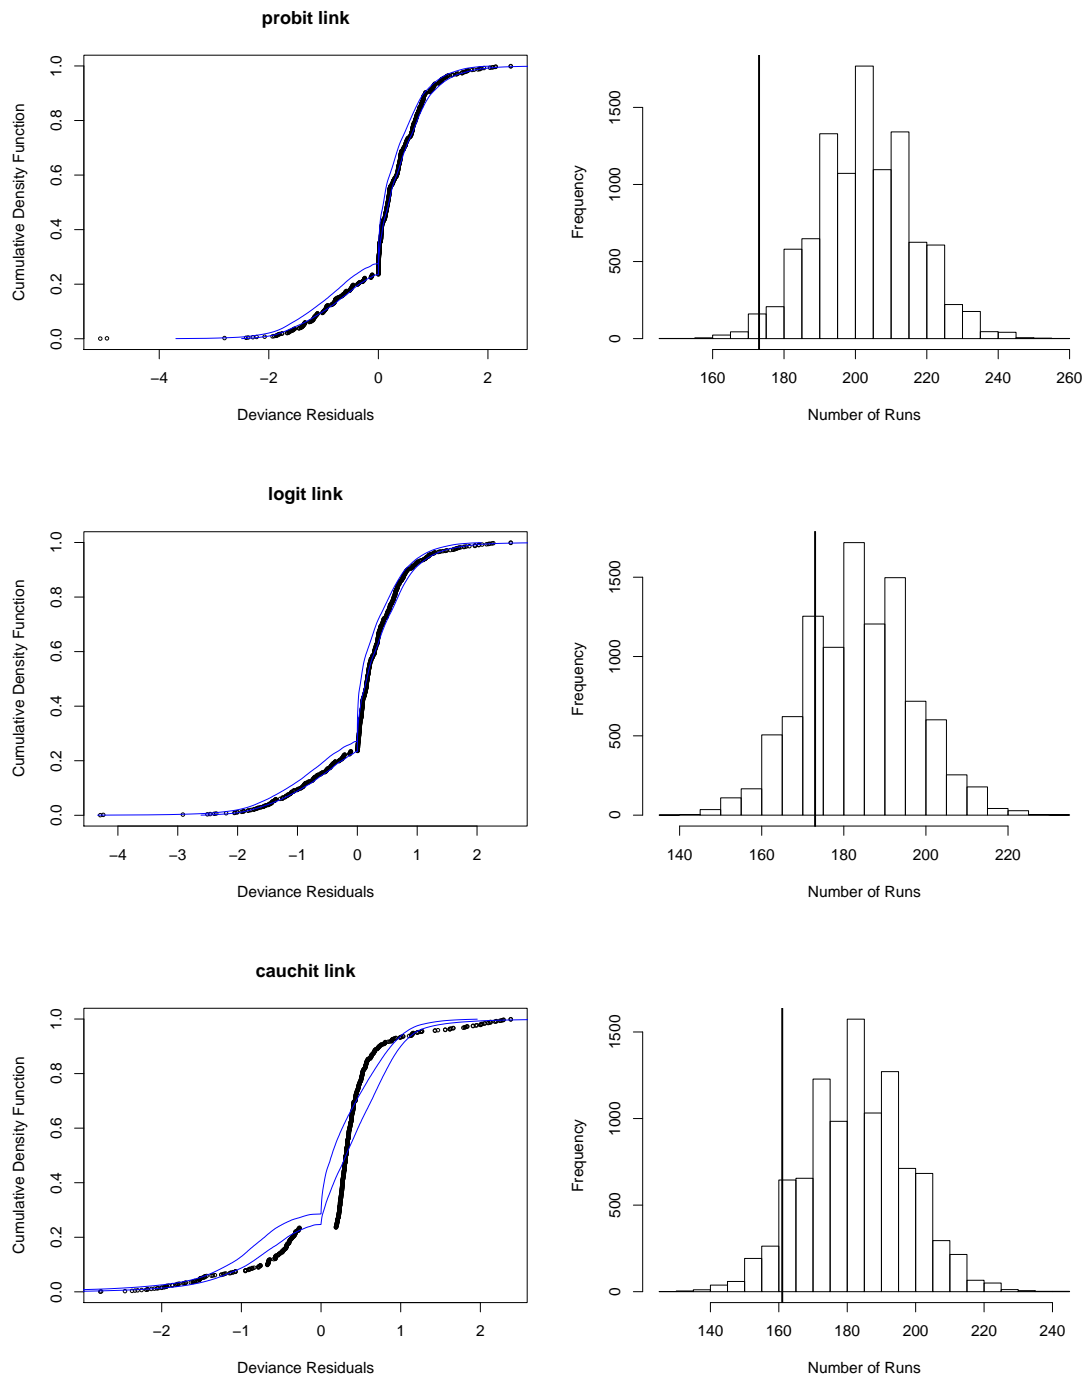 probit link
Cumulative Density Function
0.0 0.2 0.4 0.6 0.8 1.0
−4 −2 0 2
Deviance Residuals
Frequency
0 500 1000 1500
160 180 200 220 240 260
Number of Runs
logit link
Cumulative Density Function
0.0 0.2 0.4 0.6 0.8 1.0
−4 −3 −2 −1 0 1 2
Deviance Residuals
Frequency
0 500 1000 1500
140 160 180 200 220
Number of Runs
cauchit link
Cumulative Density Function
0.0 0.2 0.4 0.6 0.8 1.0
−2 −1 0 1 2
Deviance Residuals
Frequency
0 500 1000 1500
140 160 180 200 220 240
Number of Runs